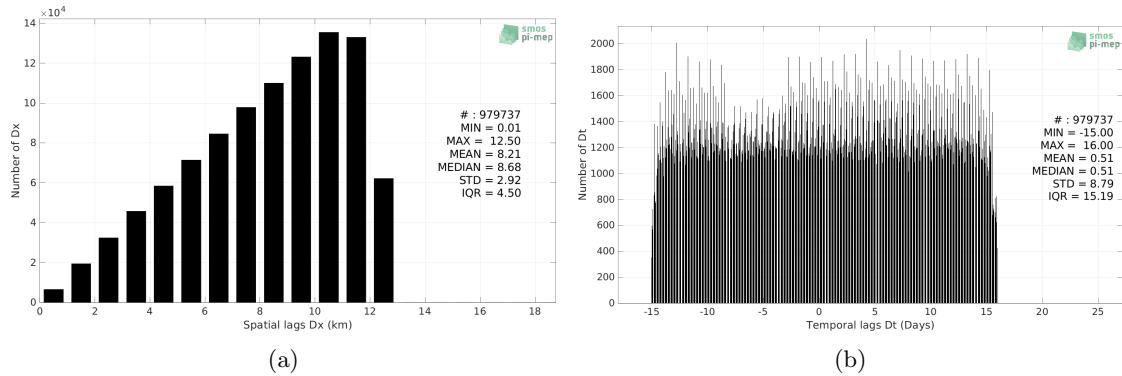 ×10⁴
14
12
10
8
6
4
2
0
Number of Dx
0 2 4 6 8 10 12 14 16 18
Spatial lags Dx (km)
smos
pi-mep
# : 979737
MIN = 0.01
MAX = 12.50
MEAN = 8.21
MEDIAN = 8.68
STD = 2.92
IQR = 4.50
(a)
2000
1800
1600
1400
1200
1000
800
600
400
200
0
Number of Dt
-15 -10 -5 0 5 10 15 20 25
Temporal lags Dt (Days)
smos
pi-mep
# : 979737
MIN = -15.00
MAX = 16.00
MEAN = 0.51
MEDIAN = 0.51
STD = 8.79
IQR = 15.19
(b)